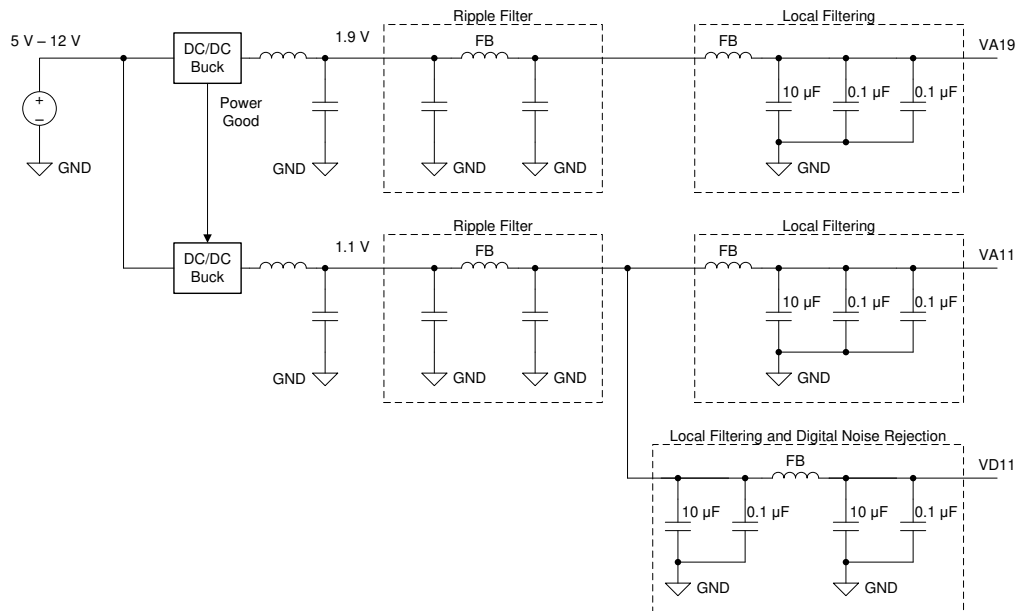 Ripple Filter
Local Filtering
5 V – 12 V
DC/DC
Buck
1.9 V
FB
FB
VA19
+
–
Power
Good
10 µF
0.1 µF
0.1 µF
GND
GND
GND
GND
GND
Ripple Filter
Local Filtering
DC/DC
Buck
1.1 V
FB
FB
VA11
10 µF
0.1 µF
0.1 µF
GND
GND
GND
GND
Local Filtering and Digital Noise Rejection
FB
VD11
10 µF
0.1 µF
10 µF
0.1 µF
GND
GND